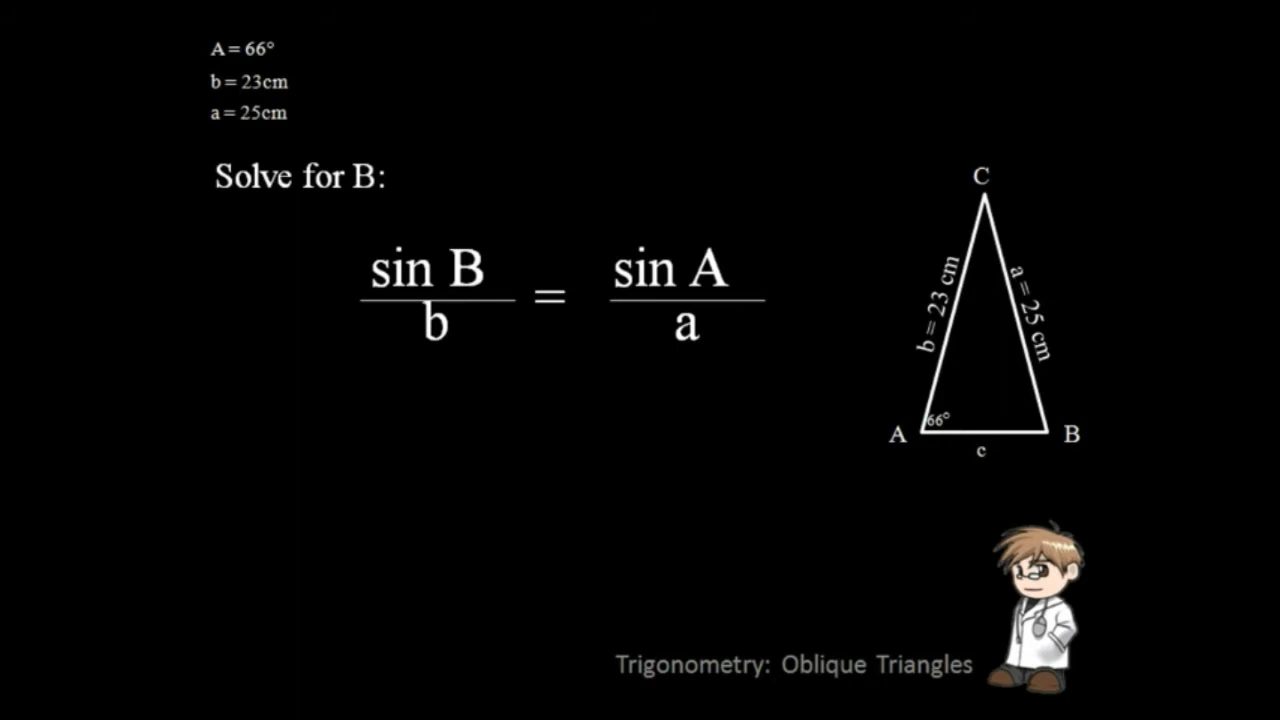 A = 66°
b = 23cm
a = 25cm
Solve for B:
sin B
b
=
sin A
a
C
b = 23 cm
a = 25 cm
66°
A
B
c
Trigonometry: Oblique Triangles